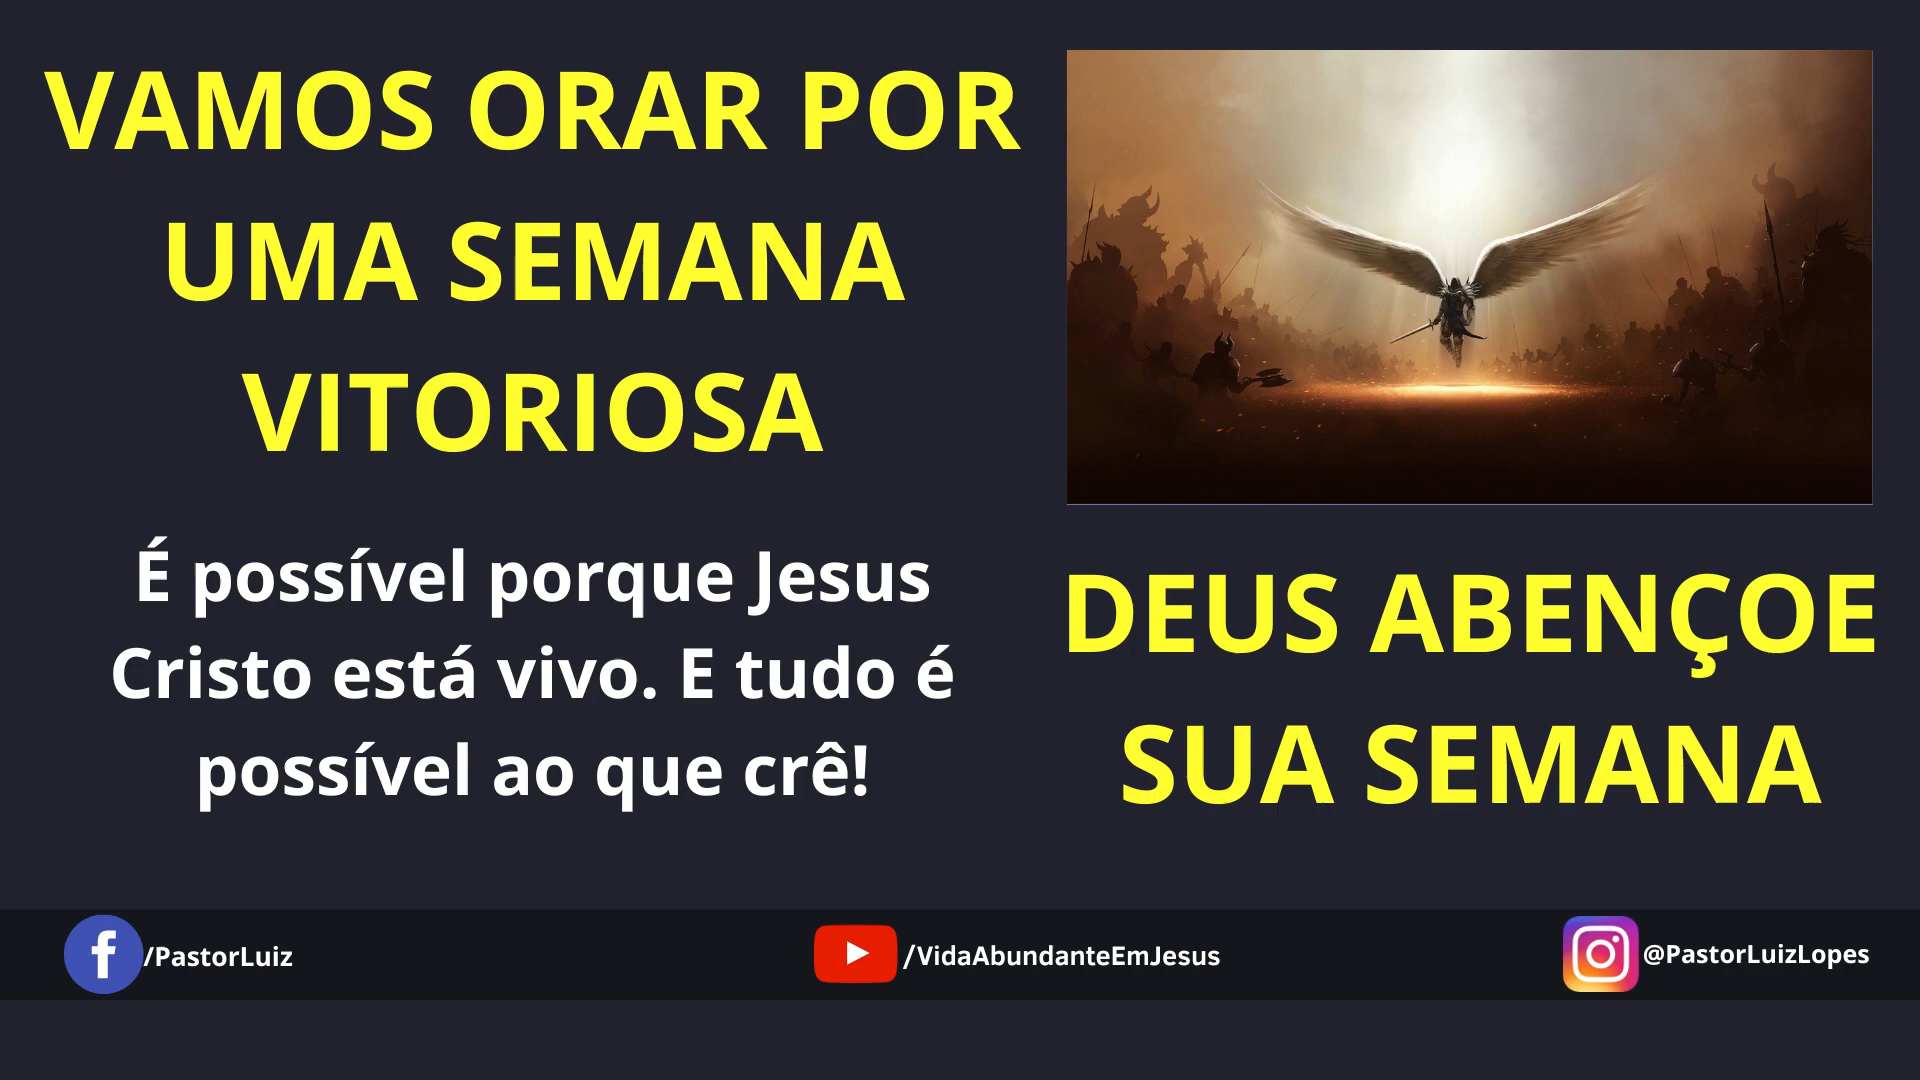 VAMOS ORAR POR
UMA SEMANA
VITORIOSA
É possível porque Jesus
Cristo está vivo. E tudo é
possível ao que crê!
DEUS ABENÇOE
SUA SEMANA
/PastorLuiz
/VidaAbundanteEmJesus
@PastorLuizLopes